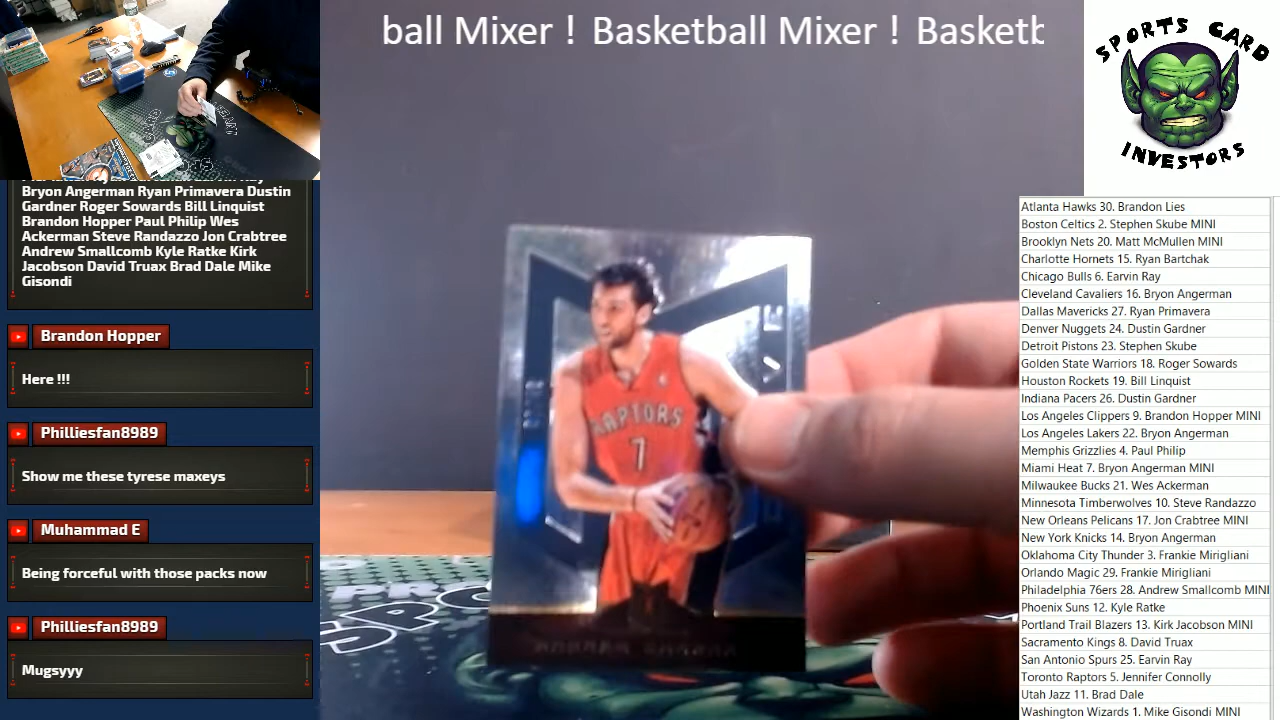 ball Mixer ! Basketball Mixer ! Basketb
SPORTS CARD
INVESTORS
Bryon Angerman Ryan Primavera Dustin
Gardner Roger Sowards Bill Linquist
Brandon Hopper Paul Philip Wes
Ackerman Steve Randazzo Jon Crabtree
Andrew Smallcomb Kyle Ratke Kirk
Jacobson David Truax Brad Dale Mike
Gisondi
Brandon Hopper
Here !!!
Philliesfan8989
Show me these tyrese maxeys
Muhammad E
Being forceful with those packs now
Philliesfan8989
Mugsyyy
RAPTORS
7
Atlanta Hawks 30. Brandon Lies
Boston Celtics 2. Stephen Skube MINI
Brooklyn Nets 20. Matt McMullen MINI
Charlotte Hornets 15. Ryan Bartchak
Chicago Bulls 6. Earvin Ray
Cleveland Cavaliers 16. Bryon Angerman
Dallas Mavericks 27. Ryan Primavera
Denver Nuggets 24. Dustin Gardner
Detroit Pistons 23. Stephen Skube
Golden State Warriors 18. Roger Sowards
Houston Rockets 19. Bill Linquist
Indiana Pacers 26. Dustin Gardner
Los Angeles Clippers 9. Brandon Hopper MINI
Los Angeles Lakers 22. Bryon Angerman
Memphis Grizzlies 4. Paul Philip
Miami Heat 7. Bryon Angerman MINI
Milwaukee Bucks 21. Wes Ackerman
Minnesota Timberwolves 10. Steve Randazzo
New Orleans Pelicans 17. Jon Crabtree MINI
New York Knicks 14. Bryon Angerman
Oklahoma City Thunder 3. Frankie Mirigliani
Orlando Magic 29. Frankie Mirigliani
Philadelphia 76ers 28. Andrew Smallcomb MINI
Phoenix Suns 12. Kyle Ratke
Portland Trail Blazers 13. Kirk Jacobson MINI
Sacramento Kings 8. David Truax
San Antonio Spurs 25. Earvin Ray
Toronto Raptors 5. Jennifer Connolly
Utah Jazz 11. Brad Dale
Washington Wizards 1. Mike Gisondi MINI